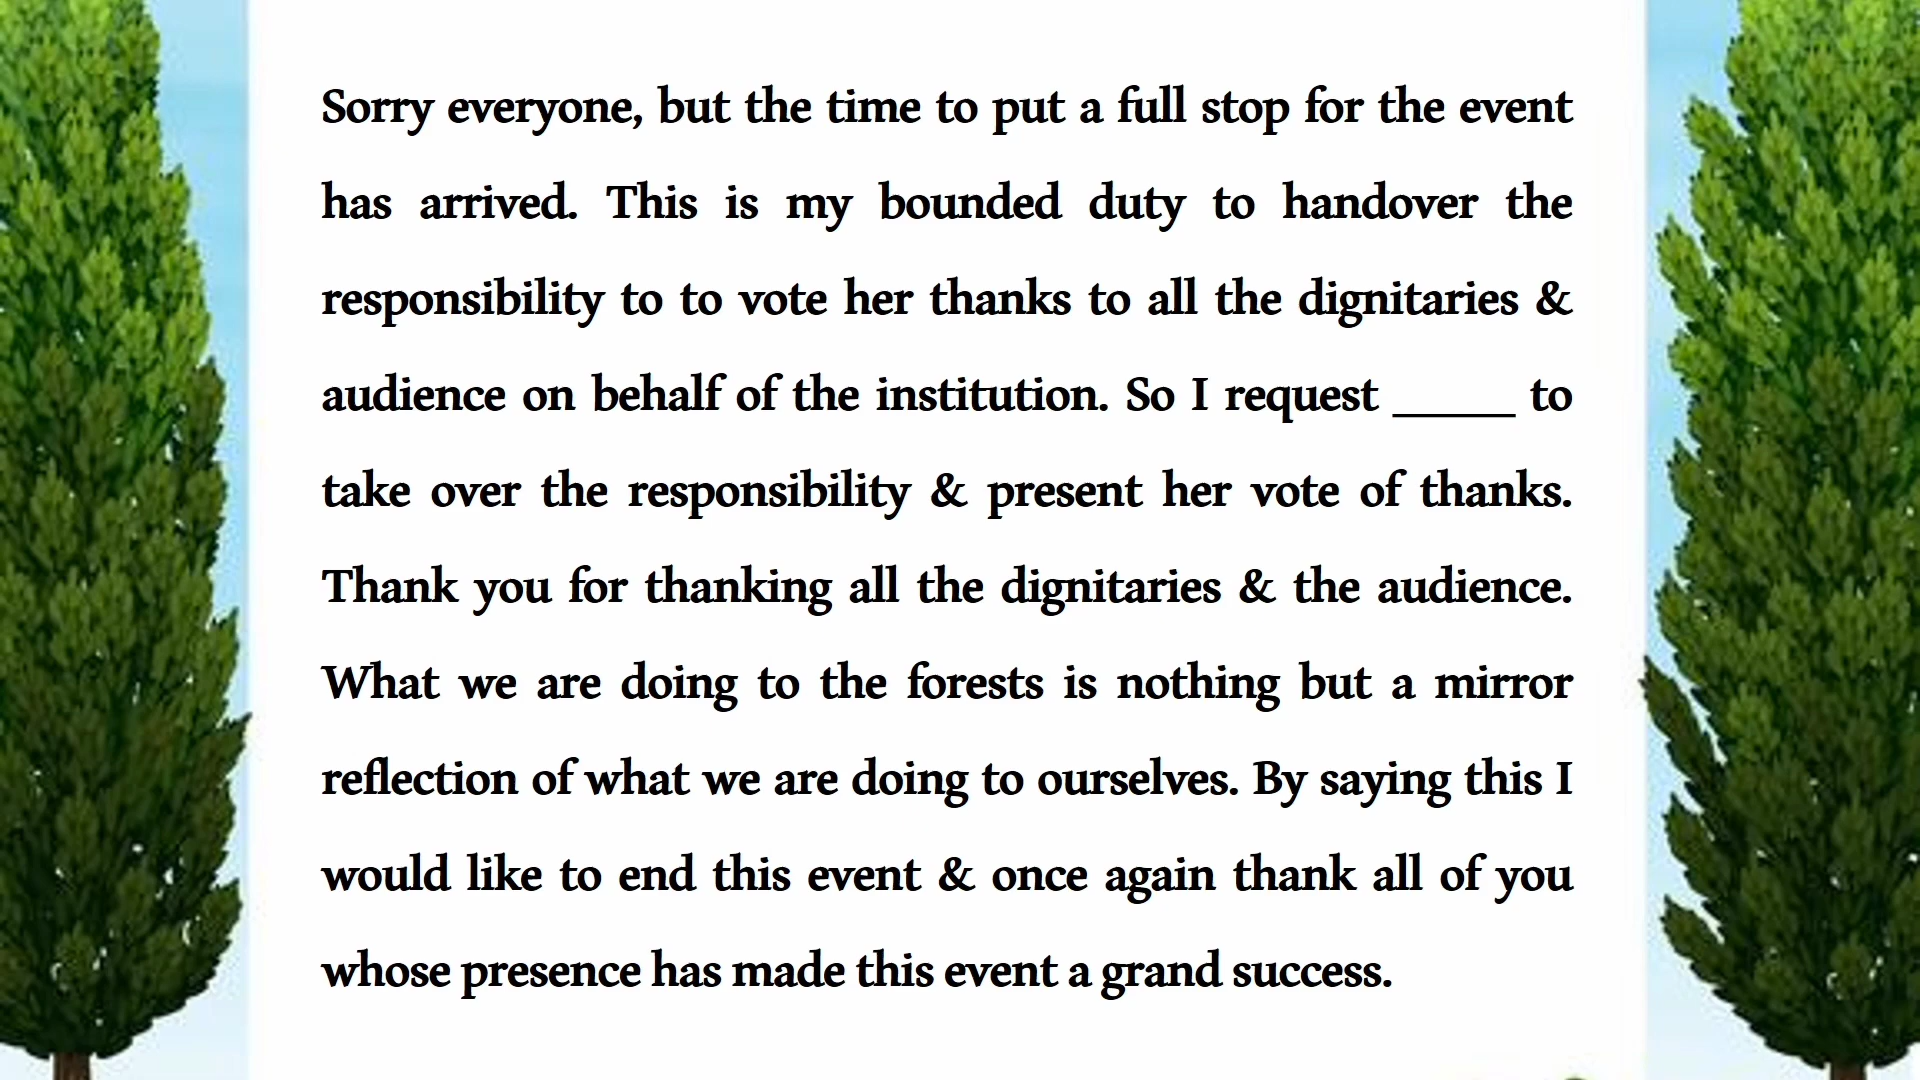 Sorry everyone, but the time to put a full stop for the event
has arrived. This is my bounded duty to handover the
responsibility to to vote her thanks to all the dignitaries &
audience on behalf of the institution. So I request _____ to
take over the responsibility & present her vote of thanks.
Thank you for thanking all the dignitaries & the audience.
What we are doing to the forests is nothing but a mirror
reflection of what we are doing to ourselves. By saying this I
would like to end this event & once again thank all of you
whose presence has made this event a grand success.